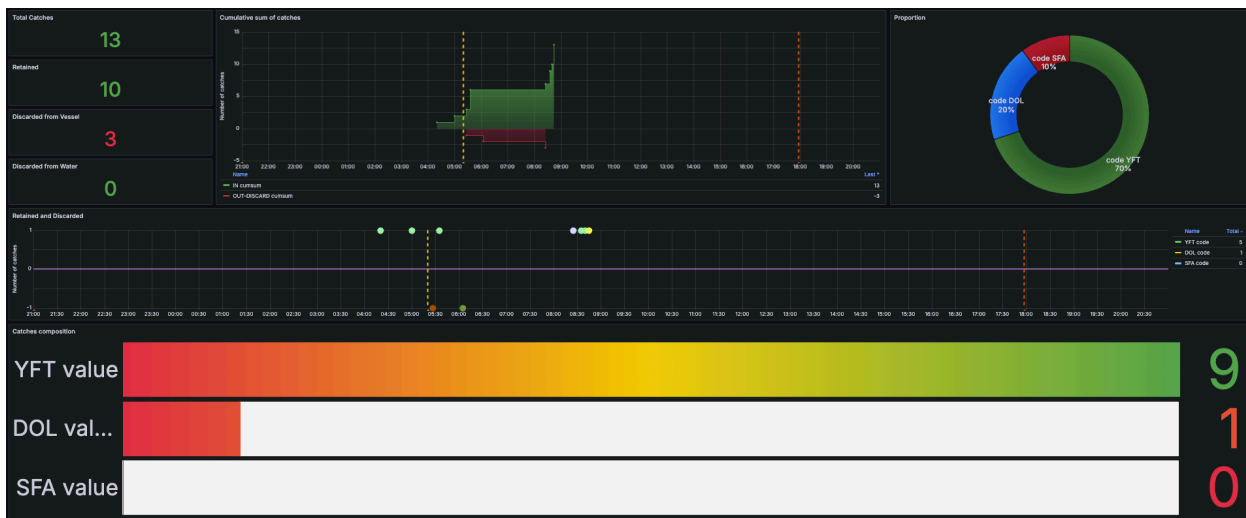 Total Catches
13
Retained
10
Discarded from Vessel
3
Discarded from Water
0
Cumulative sum of catches
Number of catches
15
10
5
0
-5
21:00 22:00 23:00 00:00 01:00 02:00 03:00 04:00 05:00 06:00 07:00 08:00 09:00 10:00 11:00 12:00 13:00 14:00 15:00 16:00 17:00 18:00 19:00 20:00
Name Last *
IN cumsum 13
OUT-DISCARD cumsum -3
Proportion
code SFA
10%
code DOL
20%
code YFT
70%
Retained and Discarded
Number of catches
1
0
-1
21:00 21:30 22:00 22:30 23:00 23:30 00:00 00:30 01:00 01:30 02:00 02:30 03:00 03:30 04:00 04:30 05:00 05:30 06:00 06:30 07:00 07:30 08:00 08:30 09:00 09:30 10:00 10:30 11:00 11:30 12:00 12:30 13:00 13:30 14:00 14:30 15:00 15:30 16:00 16:30 17:00 17:30 18:00 18:30 19:00 19:30 20:00 20:30
Name Total
YFT code 5
DOL code 1
SFA code 0
Catches composition
YFT value 9
DOL val... 1
SFA value 0